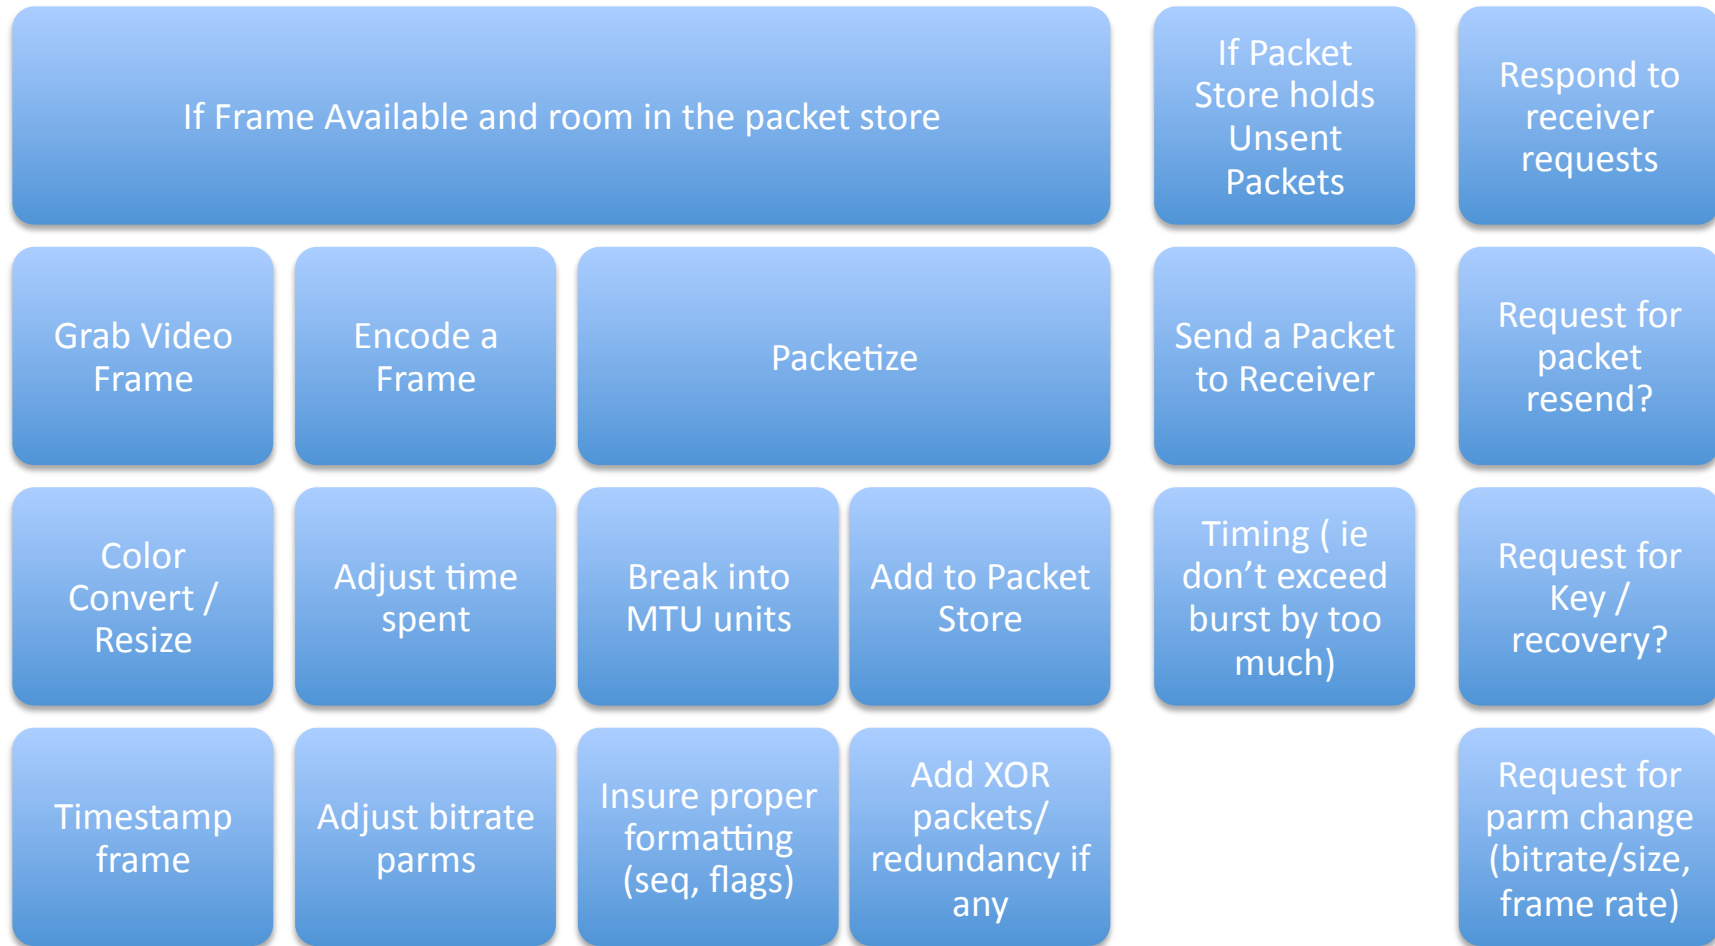 If Frame Available and room in the packet store
If Packet
Store holds
Unsent
Packets
Respond to
receiver
requests
Grab Video
Frame
Encode a
Frame
Packetize
Send a Packet
to Receiver
Request for
packet
resend?
Color
Convert /
Resize
Adjust time
spent
Break into
MTU units
Add to Packet
Store
Timing ( ie
don’t exceed
burst by too
much)
Request for
Key /
recovery?
Timestamp
frame
Adjust bitrate
parms
Insure proper
formatting
(seq, flags)
Add XOR
packets/
redundancy if
any
Request for
parm change
(bitrate/size,
frame rate)